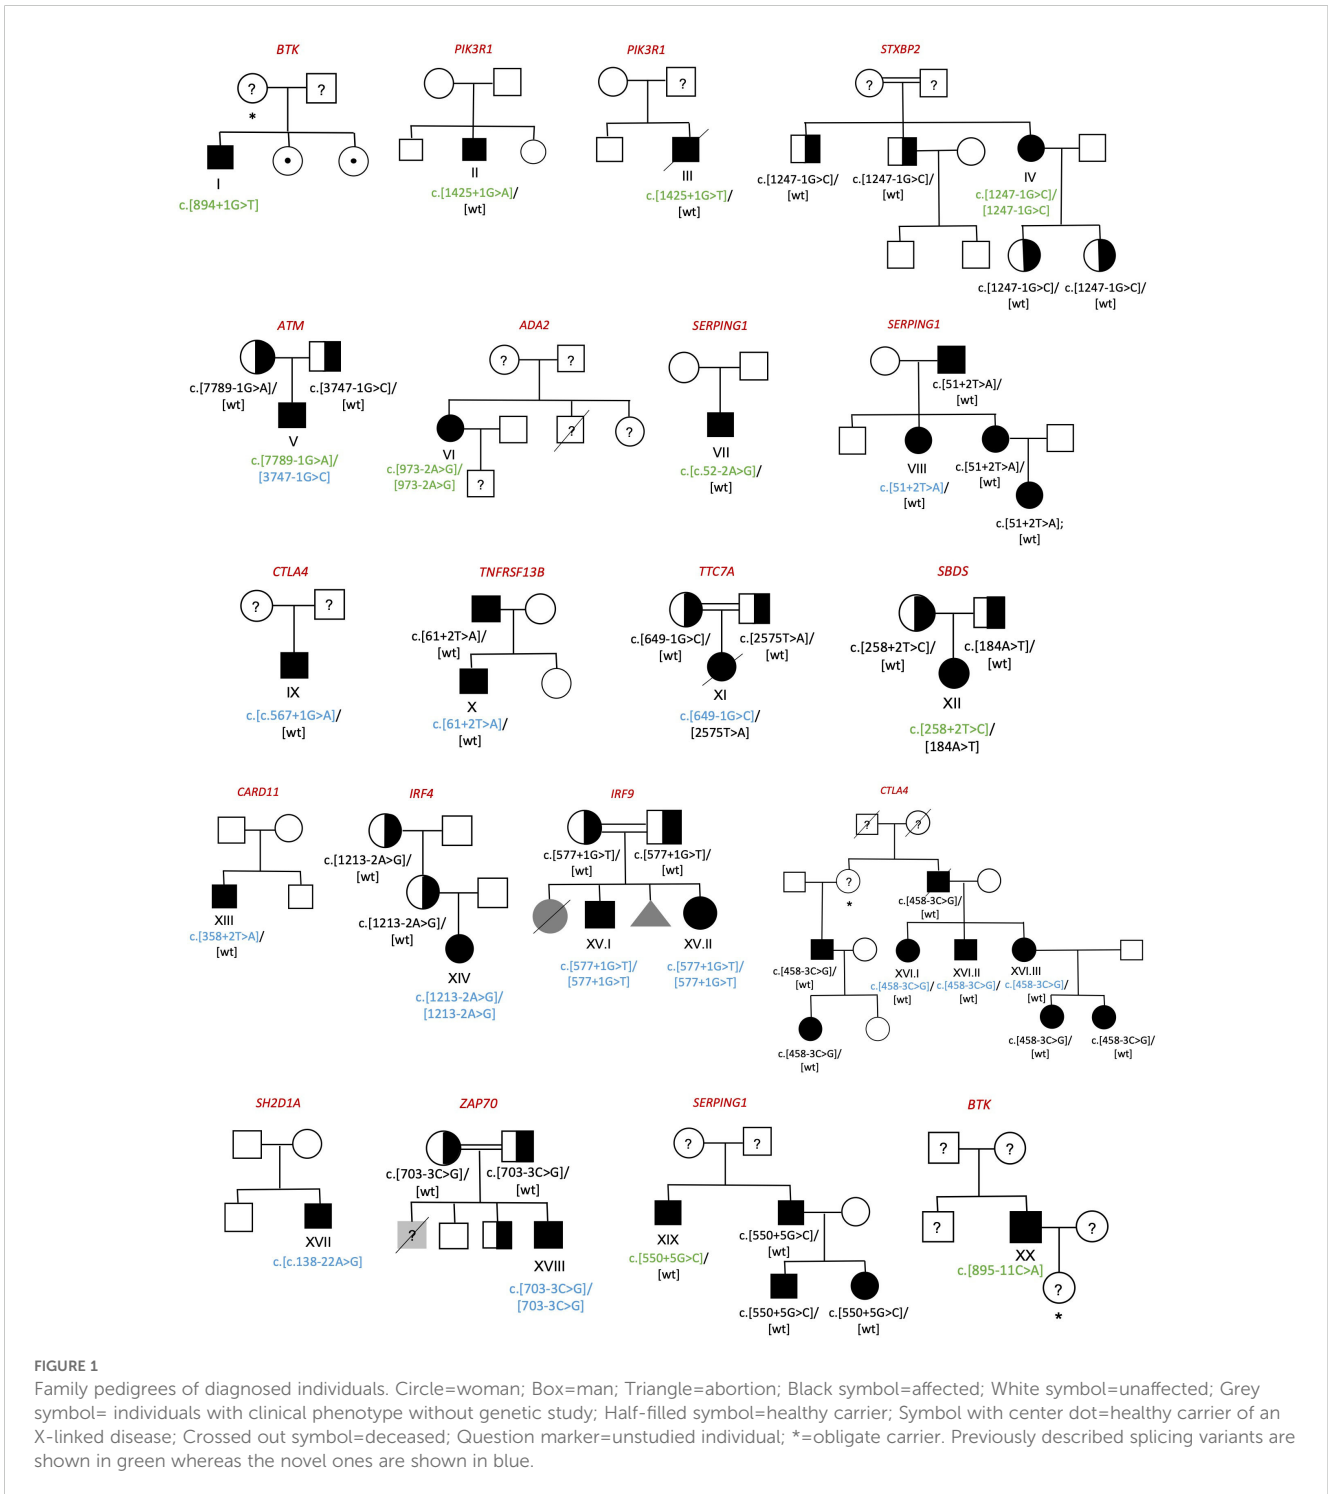 BTK
PIK3R1
PIK3R1
STXBP2
? ?
*
?
? ?
I
c.[894+1G>T]
II
c.[1425+1G>A]/
[wt]
III
c.[1425+1G>T]/
[wt]
c.[1247-1G>C]/
[wt]
c.[1247-1G>C]/
[wt]
IV
c.[1247-1G>C]/
[1247-1G>C]
c.[1247-1G>C]/
[wt]
c.[1247-1G>C]/
[wt]
ATM
ADA2
SERPING1
SERPING1
c.[7789-1G>A]/
[wt]
c.[3747-1G>C]/
[wt]
V
c.[7789-1G>A]/
[3747-1G>C]
? ?
? ?
VI
c.[973-2A>G]/
[973-2A>G]
?
VII
c.[c.52-2A>G]/
[wt]
c.[51+2T>A]/
[wt]
VIII
c.[51+2T>A]/
[wt]
c.[51+2T>A]/
[wt]
c.[51+2T>A];
[wt]
CTLA4
TNFRSF13B
TTC7A
SBDS
? ?
IX
c.[c.567+1G>A]/
[wt]
c.[61+2T>A]/
[wt]
X
c.[61+2T>A]/
[wt]
c.[649-1G>C]/
[wt]
c.[2575T>A]/
[wt]
XI
c.[649-1G>C]/
[2575T>A]
c.[258+2T>C]/
[wt]
c.[184A>T]/
[wt]
XII
c.[258+2T>C]/
[184A>T]
CARD11
IRF4
IRF9
CTLA4
XIII
c.[358+2T>A]/
[wt]
c.[1213-2A>G]/
[wt]
c.[1213-2A>G]/
[wt]
XIV
c.[1213-2A>G]/
[1213-2A>G]
c.[577+1G>T]/
[wt]
c.[577+1G>T]/
[wt]
XV.I
c.[577+1G>T]/
[577+1G>T]
XV.II
c.[577+1G>T]/
[577+1G>T]
? ?
?
*
c.[458-3C>G]/
[wt]
c.[458-3C>G]/
[wt]
XVI.I
c.[458-3C>G]/
[wt]
XVI.II
c.[458-3C>G]/
[wt]
XVI.III
c.[458-3C>G]/
[wt]
c.[458-3C>G]/
[wt]
c.[458-3C>G]/
[wt]
c.[458-3C>G]/
[wt]
SH2D1A
ZAP70
SERPING1
BTK
XVII
c.[c.138-22A>G]
c.[703-3C>G]/
[wt]
c.[703-3C>G]/
[wt]
?
XVIII
c.[703-3C>G]/
[703-3C>G]
? ?
XIX
c.[550+5G>C]/
[wt]
c.[550+5G>C]/
[wt]
c.[550+5G>C]/
[wt]
c.[550+5G>C]/
[wt]
? ?
? ?
XX
c.[895-11C>A]
?
*
FIGURE 1
Family pedigrees of diagnosed individuals. Circle=woman; Box=man; Triangle=abortion; Black symbol=affected; White symbol=unaffected; Grey
symbol= individuals with clinical phenotype without genetic study; Half-filled symbol=healthy carrier; Symbol with center dot=healthy carrier of an
X-linked disease; Crossed out symbol=deceased; Question marker=unstudied individual; *=obligate carrier. Previously described splicing variants are
shown in green whereas the novel ones are shown in blue.